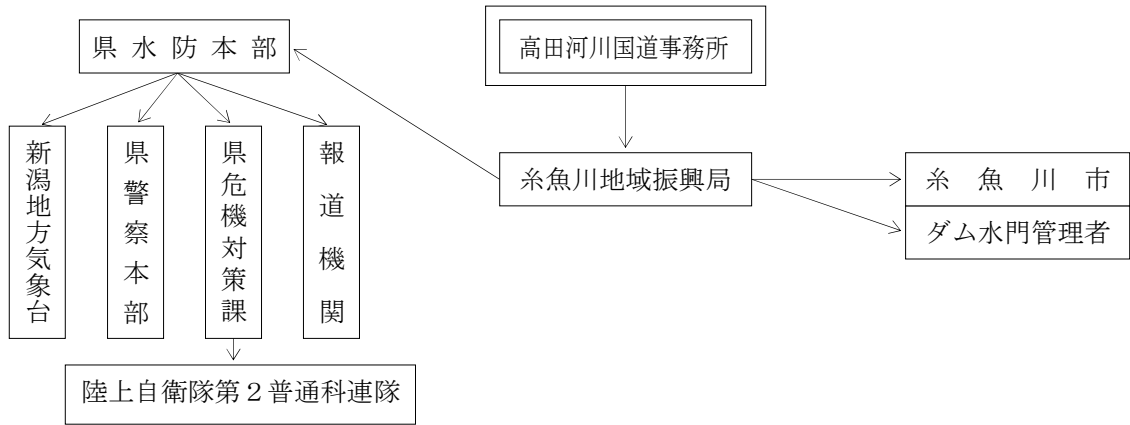 県水防本部
高田河川国道事務所
糸魚川地域振興局
糸魚川市
ダム水門管理者
新潟地方気象台
県警察本部
県危機対策課
報道機関
陸上自衛隊第２普通科連隊